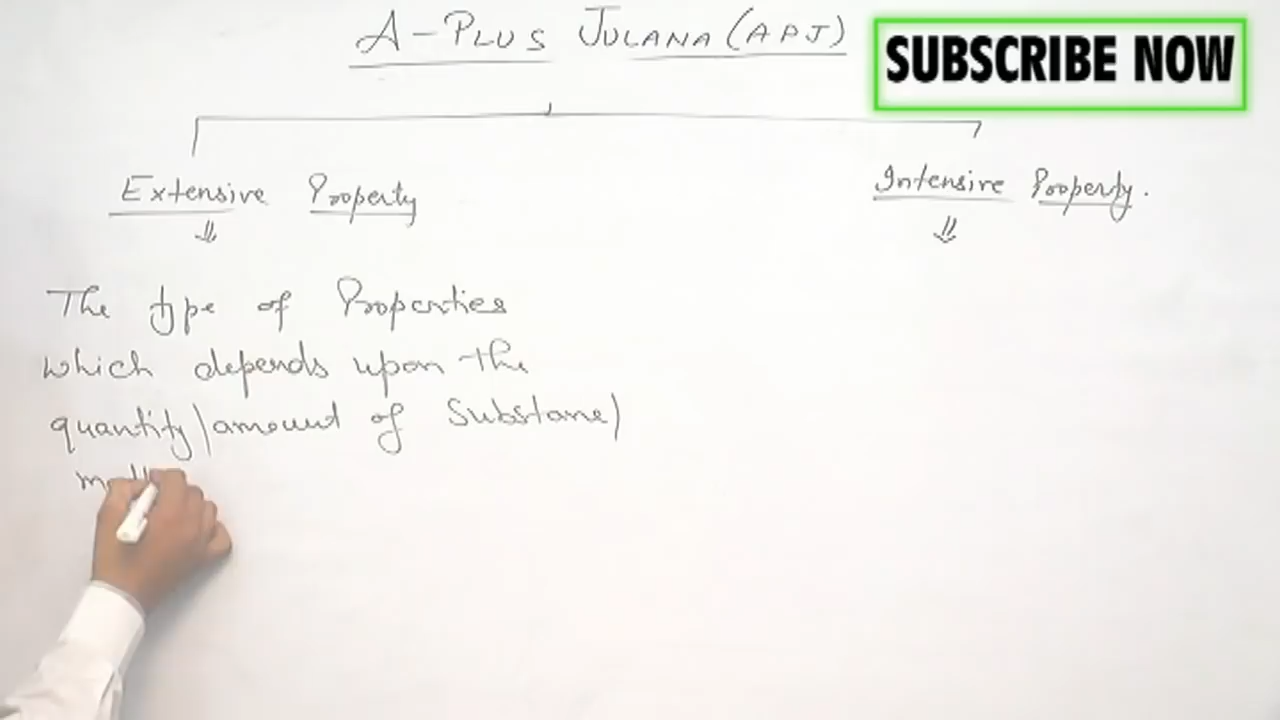 A-PLUS JULANA (APJ)
SUBSCRIBE NOW
Extensive Property
Intensive Property.
The type of Properties
which depends upon the
quantity/amount of Substance/